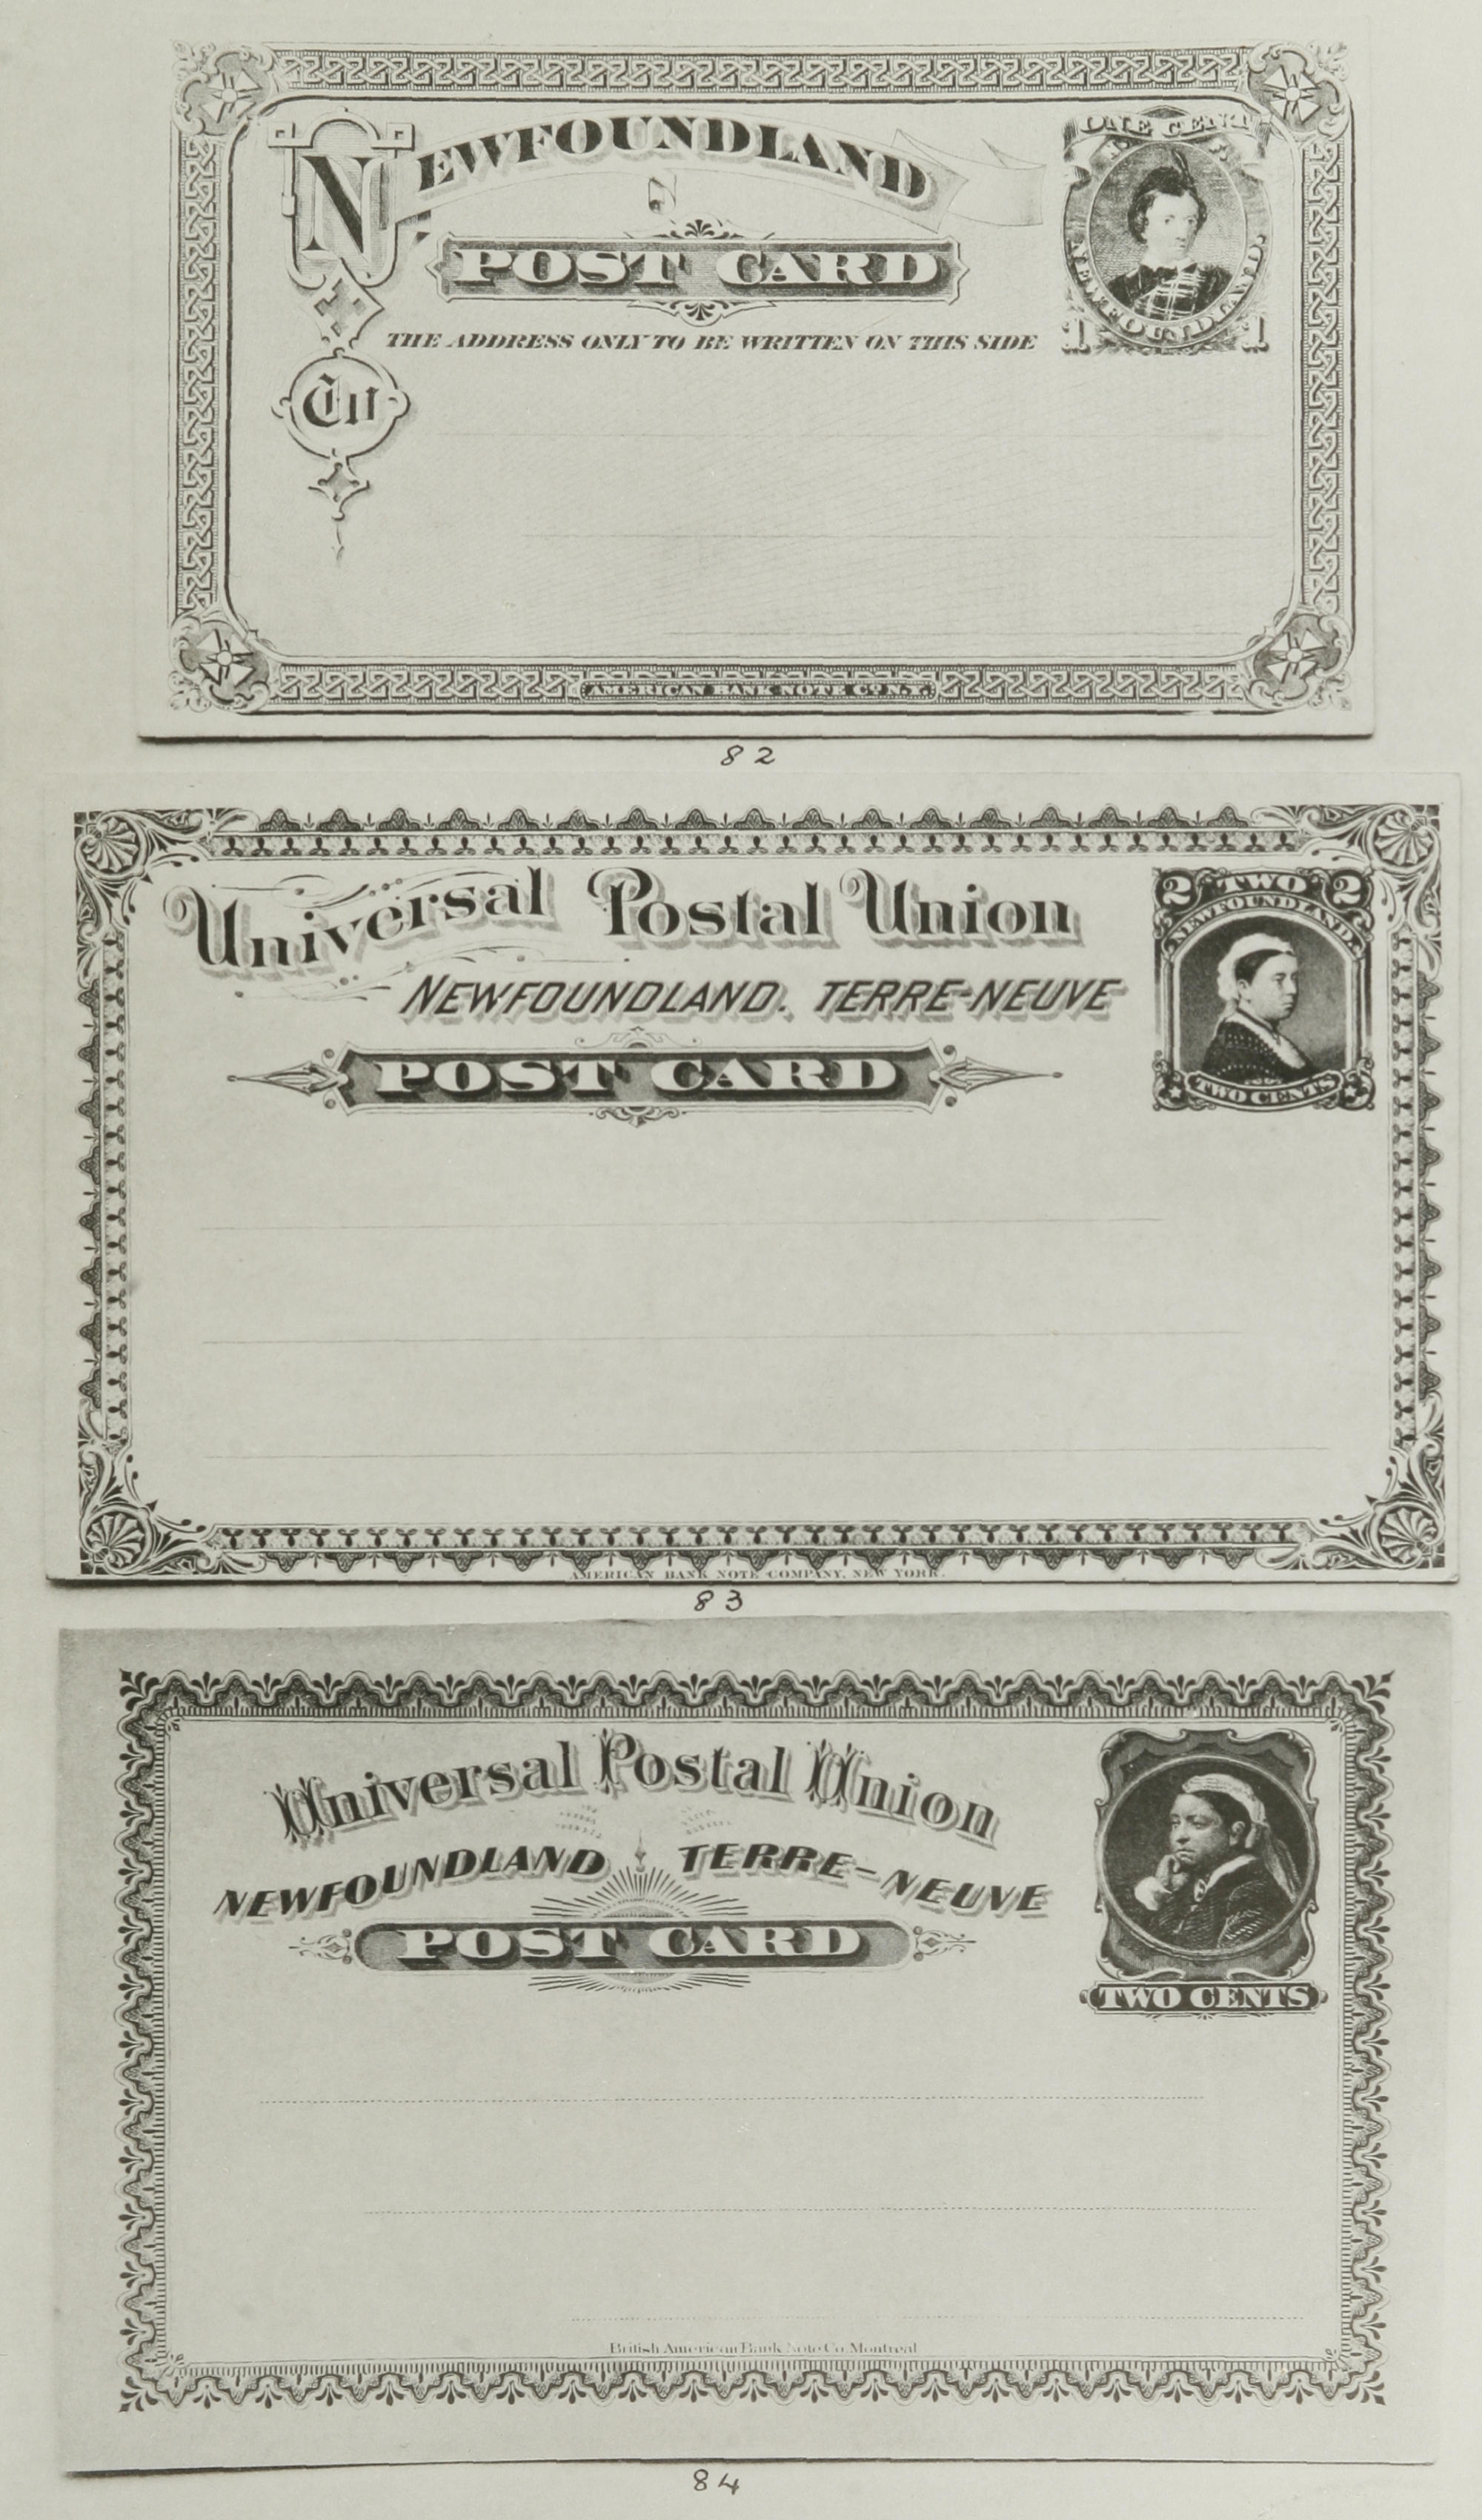 ONE CENT
NEWFOUNDLAND
POST CARD
NEWFOUNDLAND.
1 1
THE ADDRESS ONLY TO BE WRITTEN ON THIS SIDE
To
AMERICAN BANK NOTE CO. N.Y.
82
2 TWO 2
Universal Postal Union
NEWFOUNDLAND.
NEWFOUNDLAND. TERRE-NEUVE
POST CARD
TWO CENTS
AMERICAN BANK NOTE COMPANY, NEW YORK.
83
Universal Postal Union
NEWFOUNDLAND TERRE-NEUVE
POST CARD
TWO CENTS
British American Bank Note Co. Montreal
84